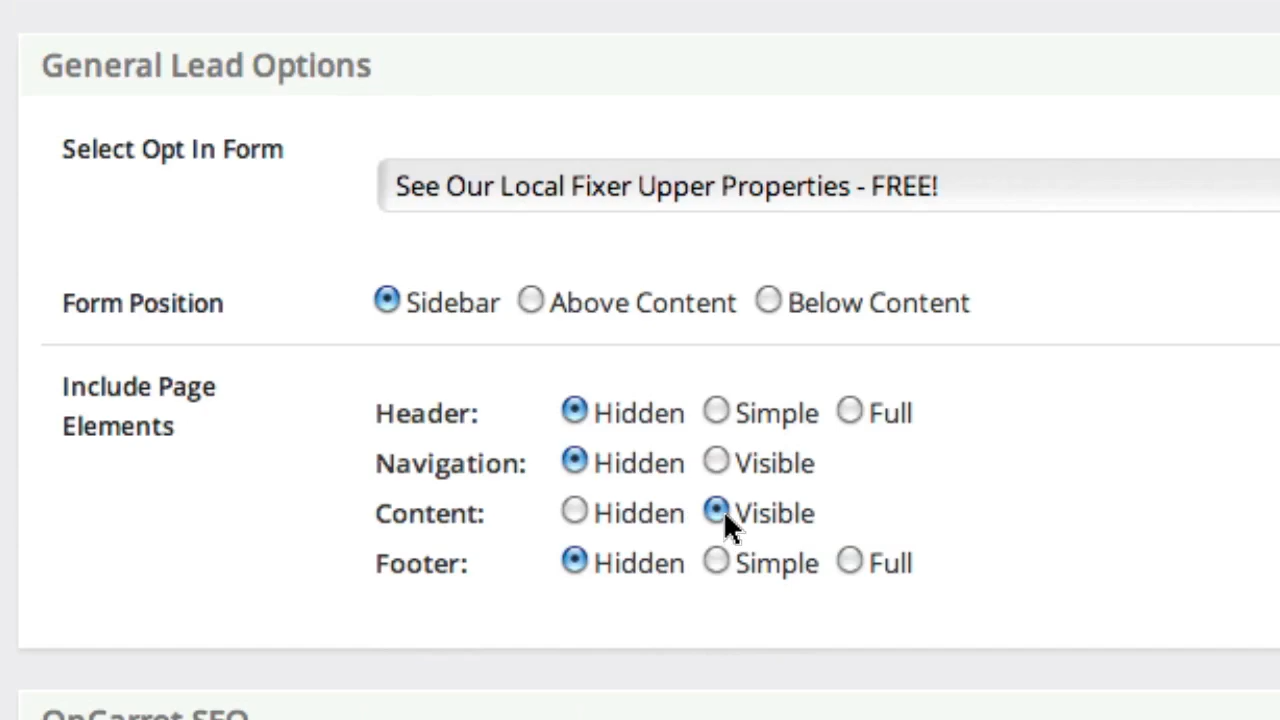 General Lead Options
Select Opt In Form
See Our Local Fixer Upper Properties - FREE!
Form Position
Sidebar Above Content Below Content
Include Page
Elements
Header: Hidden Simple Full
Navigation: Hidden Visible
Content: Hidden Visible
Footer: Hidden Simple Full
OnCarrot SEO